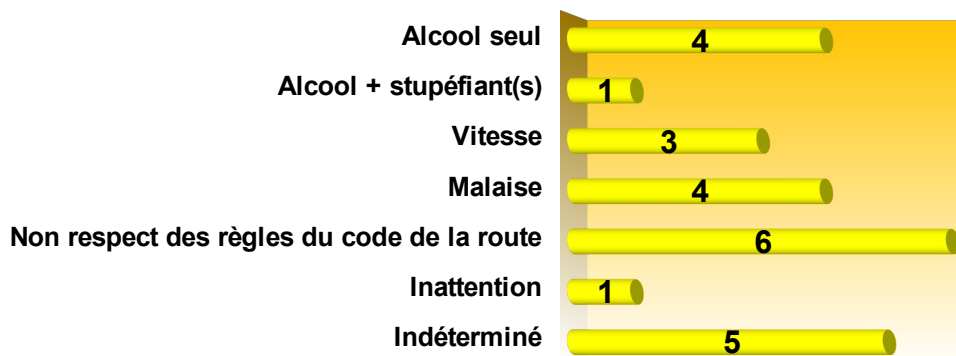 Alcool seul 4
Alcool + stupéfiant(s) 1
Vitesse 3
Malaise 4
Non respect des règles du code de la route 6
Inattention 1
Indéterminé 5